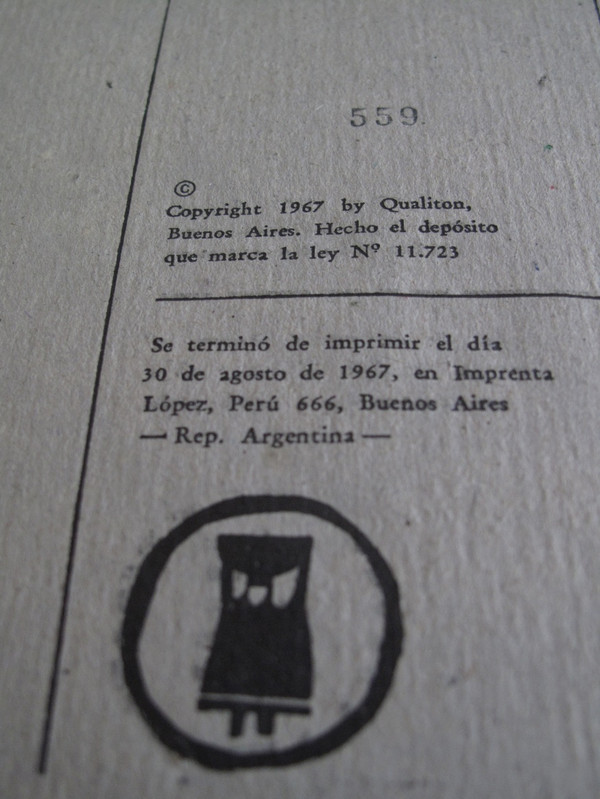 559
©
Copyright 1967 by Qualiton,
Buenos Aires. Hecho el depósito
que marca la ley Nº 11.723
Se terminó de imprimir el día
30 de agosto de 1967, en Imprenta
López, Perú 666, Buenos Aires
— Rep. Argentina —